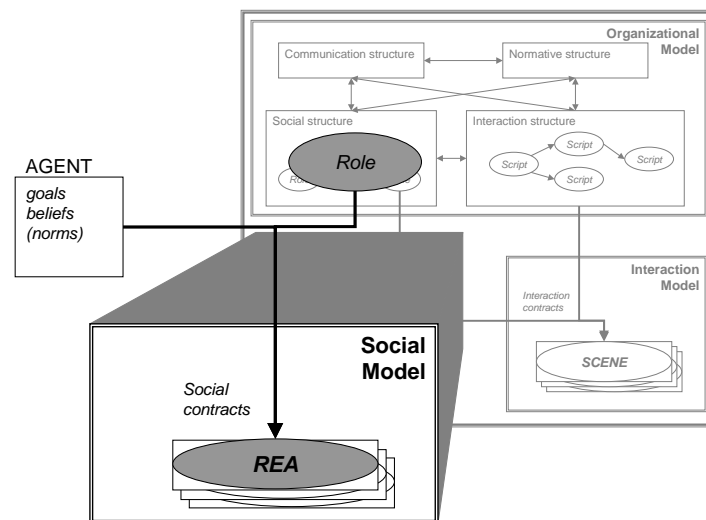 Organizational
Model
Communication structure
Normative structure
Social structure
Interaction structure
Role
Script
Script
Script
Script
AGENT
goals
beliefs
(norms)
Interaction
Model
Interaction
contracts
SCENE
Social
Model
Social
contracts
REA